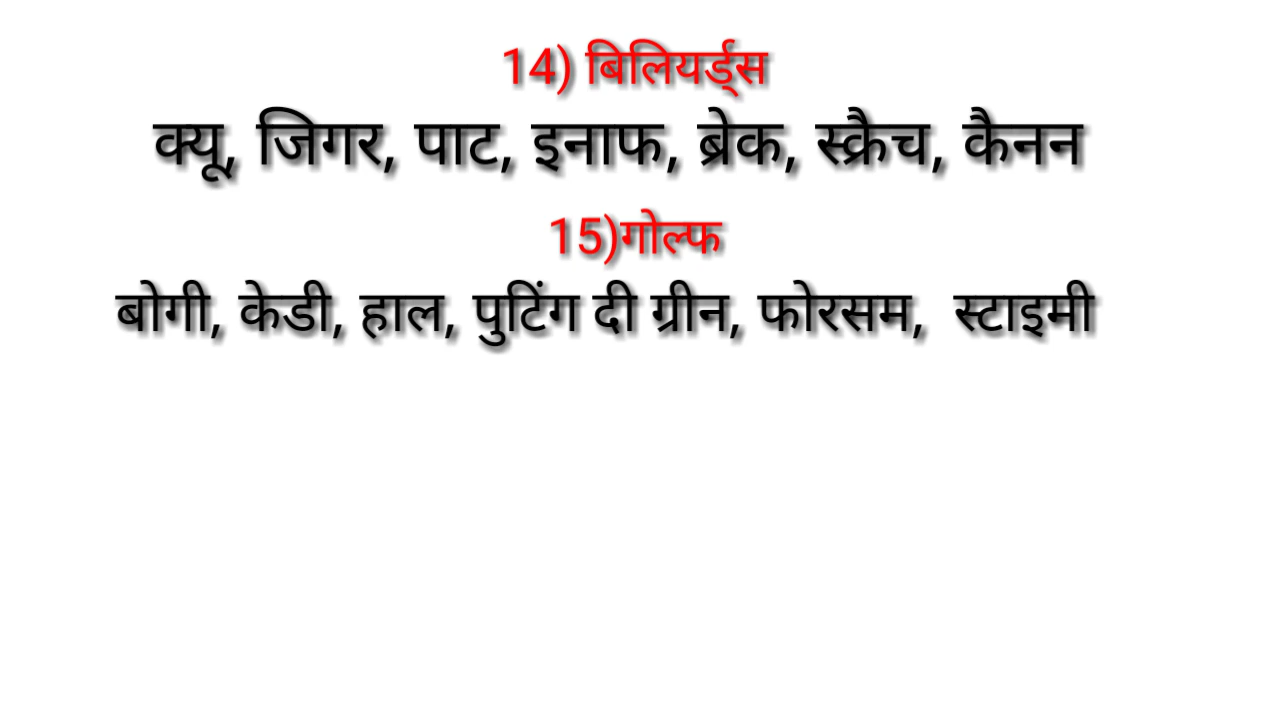 14) बिलियर्ड्स
क्यू, जिगर, पाट, इनाफ, ब्रेक, स्क्रैच, कैनन
15)गोल्फ
बोगी, केडी, हाल, पुटिंग दी ग्रीन, फोरसम, स्टाइमी